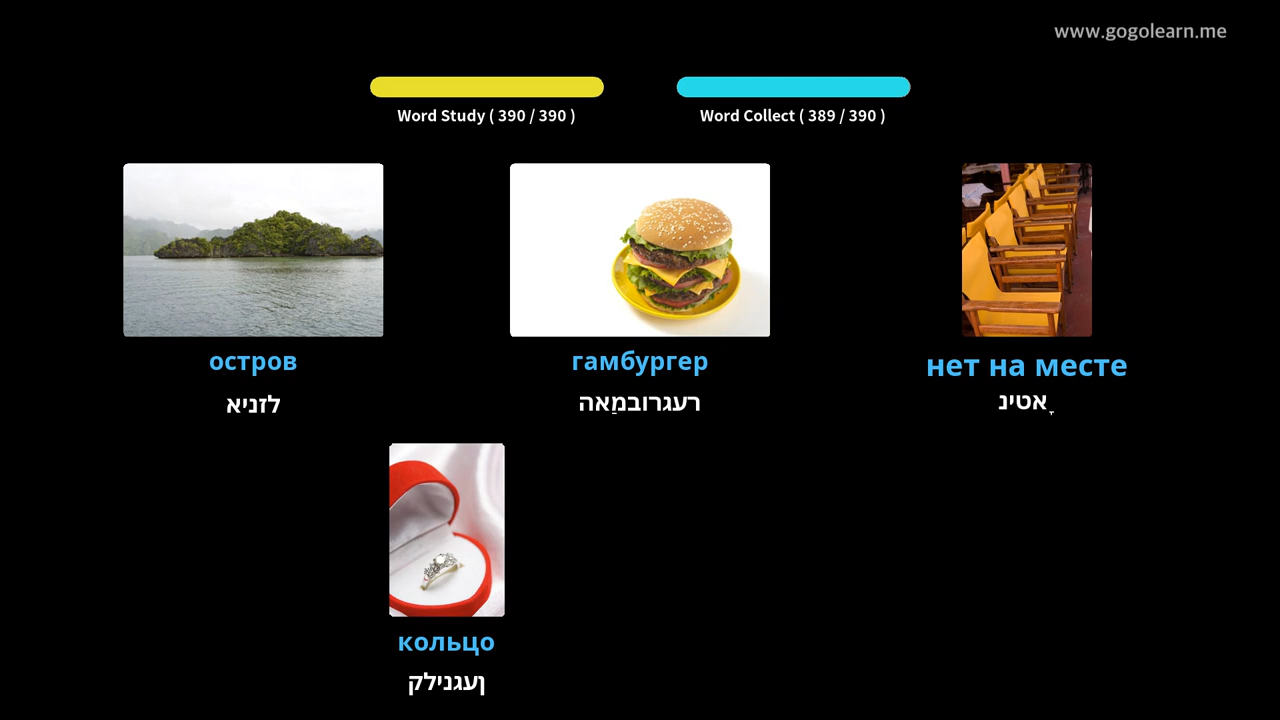 www.gogolearn.me
Word Study ( 390 / 390 )
Word Collect ( 389 / 390 )
остров
לזניא
гамбургер
רעגרובמַאה
нет на месте
ָאטינ
кольцо
ןעגנילק